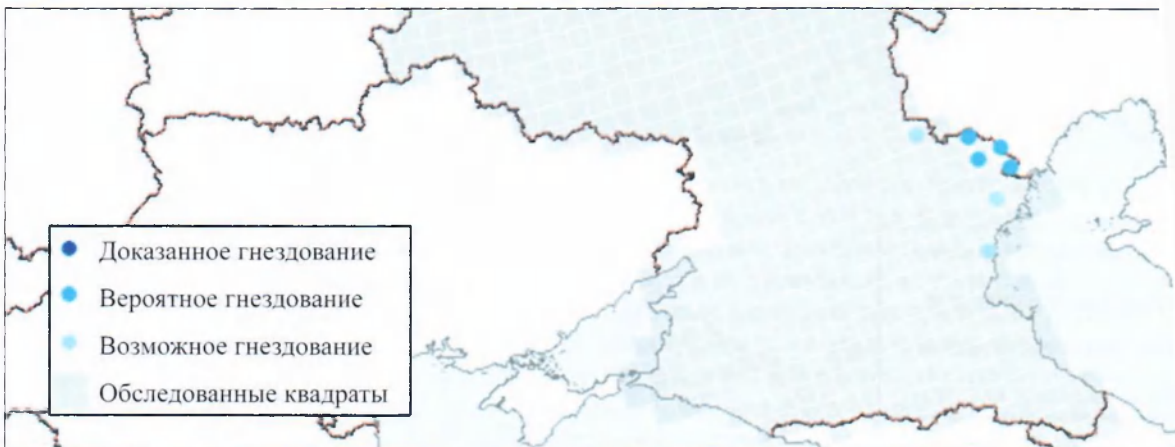 Доказанное гнездование
Вероятное гнездование
Возможное гнездование
Обследованные квадраты